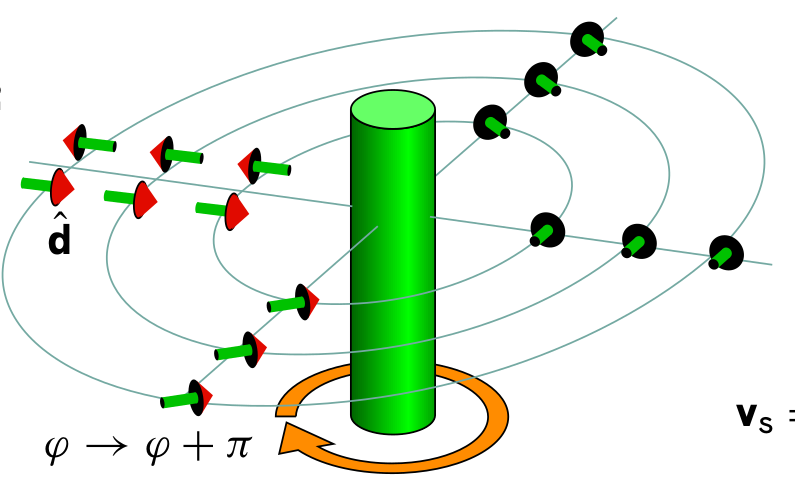 d̂
φ → φ + π
v_s =